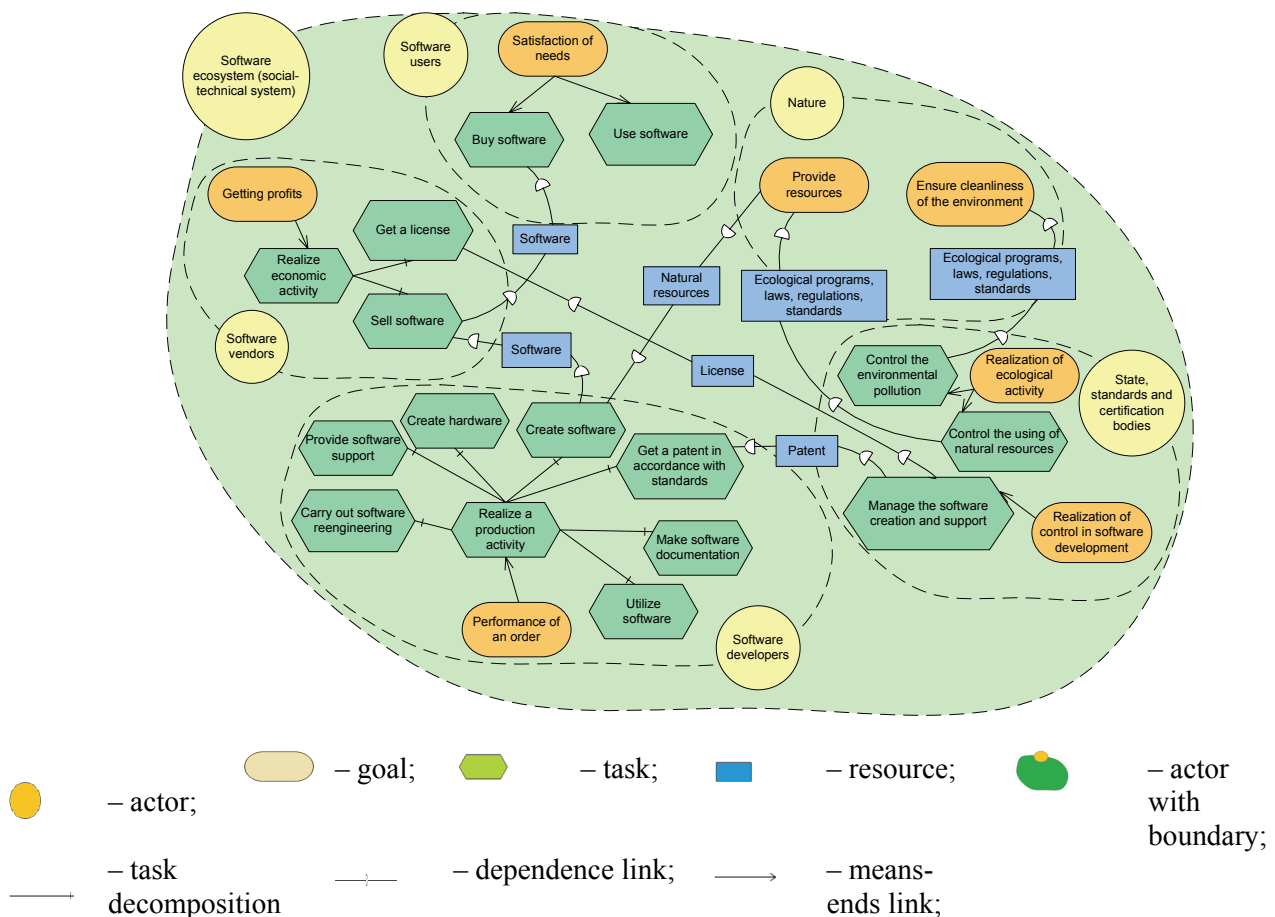 Software
ecosystem (social-
technical system)
Software
users
Satisfaction of
needs
Buy software
Use software
Nature
Provide
resources
Ensure cleanliness
of the environment
Getting profits
Get a license
Realize
economic
activity
Sell software
Software
vendors
Software
Software
Natural
resources
Ecological programs,
laws, regulations,
standards
Ecological programs,
laws, regulations,
standards
License
Control the
environmental
pollution
Realization of
ecological
activity
State,
standards and
certification
bodies
Control the using of
natural resources
Create hardware
Create software
Provide software
support
Get a patent in
accordance with
standards
Patent
Manage the software
creation and support
Realization of
control in software
development
Carry out software
reengineering
Realize a
production
activity
Make software
documentation
Utilize
software
Performance of
an order
Software
developers
– goal;
– task;
– resource;
– actor
with
boundary;
– actor;
– task
decomposition
– dependence link;
– means-
ends link;